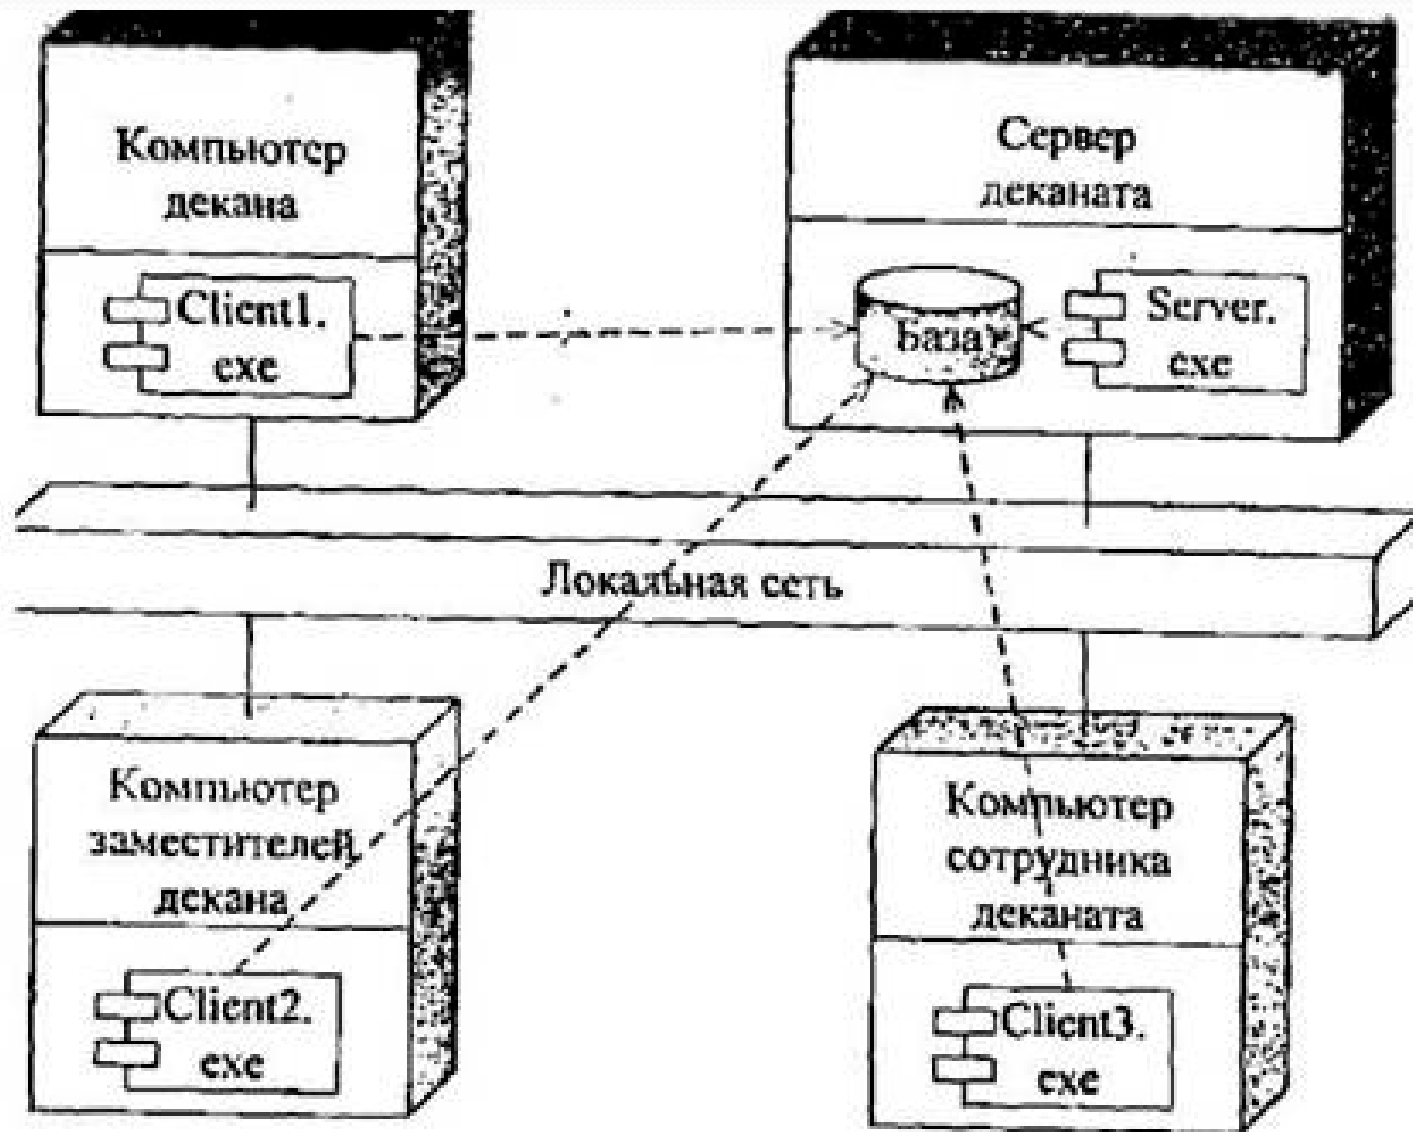 Компьютер
декана
Client1.
exe
Сервер
деканата
База
Server.
exe
Локальная сеть
Компьютер
заместителей
декана
Client2.
exe
Компьютер
сотрудника
деканата
Client3.
exe